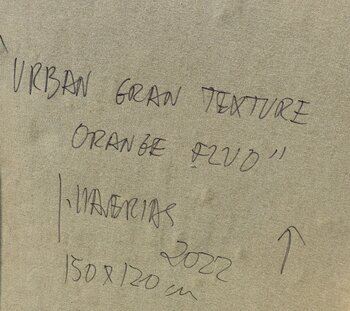 "URBAN GRAN TEXTURE
ORANGE FLUO"
2022
150 x 120 cm